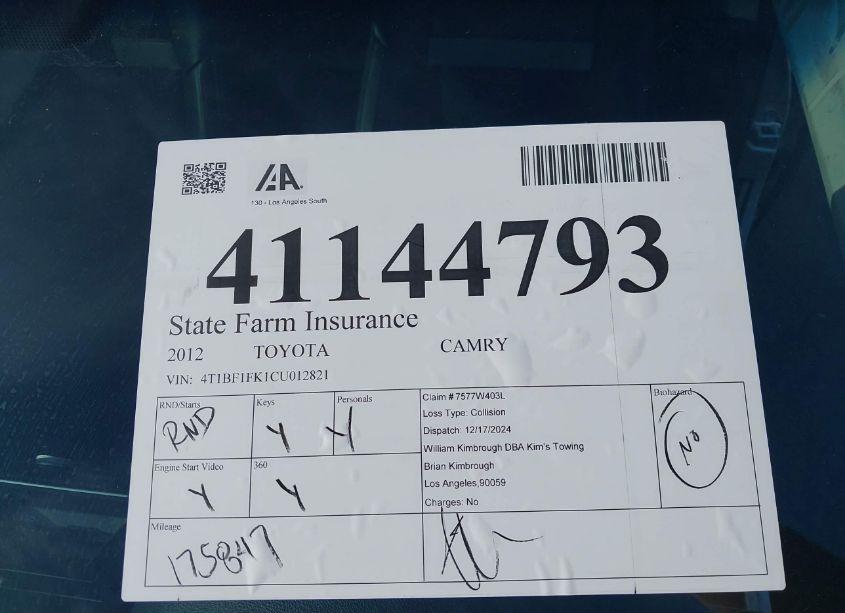 IAA.
130 - Los Angeles South
41144793
State Farm Insurance
2012 TOYOTA CAMRY
VIN: 4T1BF1FK1CU012821
RND/Starts
RND
Keys
Y
Personals
Y
Engine Start Video
Y
360
Y
Mileage
175847
Claim # 7577W403L
Loss Type: Collision
Dispatch: 12/17/2024
William Kimbrough DBA Kim's Towing
Brian Kimbrough
Los Angeles,90059
Charges: No
Biohazard
No